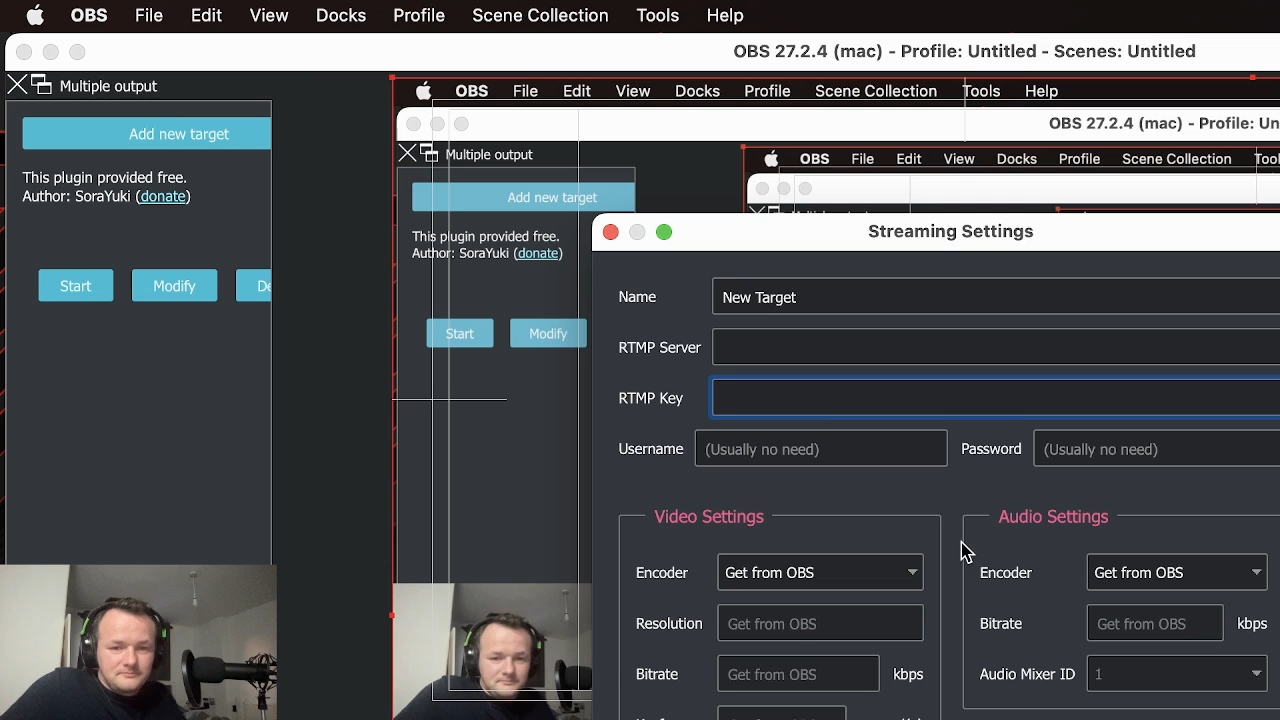 OBS File Edit View Docks Profile Scene Collection Tools Help
OBS 27.2.4 (mac) - Profile: Untitled - Scenes: Untitled
Multiple output
Add new target
This plugin provided free.
Author: SoraYuki (donate)
Start Modify De
OBS File Edit View Docks Profile Scene Collection Tools Help
OBS 27.2.4 (mac) - Profile: Un
Multiple output
Add new target
This plugin provided free.
Author: SoraYuki (donate)
Start Modify
OBS File Edit View Docks Profile Scene Collection Tool
Streaming Settings
Name New Target
RTMP Server
RTMP Key
Username (Usually no need) Password (Usually no need)
Video Settings
Encoder Get from OBS
Resolution Get from OBS
Bitrate Get from OBS kbps
Audio Settings
Encoder Get from OBS
Bitrate Get from OBS kbps
Audio Mixer ID 1